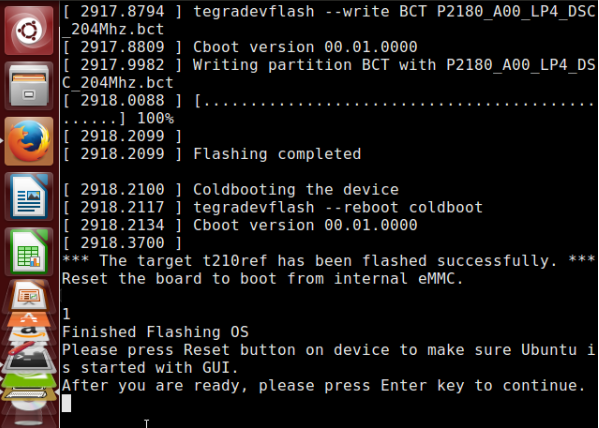 [ 2917.8794 ] tegradevflash --write BCT P2180_A00_LP4_DSC
_204Mhz.bct
[ 2917.8809 ] Cboot version 00.01.0000
[ 2917.9982 ] Writing partition BCT with P2180_A00_LP4_DS
C_204Mhz.bct
[ 2918.0088 ] [...........................................
......] 100%
[ 2918.2099 ]
[ 2918.2099 ] Flashing completed
[ 2918.2100 ] Coldbooting the device
[ 2918.2117 ] tegradevflash --reboot coldboot
[ 2918.2134 ] Cboot version 00.01.0000
[ 2918.3700 ]
*** The target t210ref has been flashed successfully. ***
Reset the board to boot from internal eMMC.
1
Finished Flashing OS
Please press Reset button on device to make sure Ubuntu i
s started with GUI.
After you are ready, please press Enter key to continue.